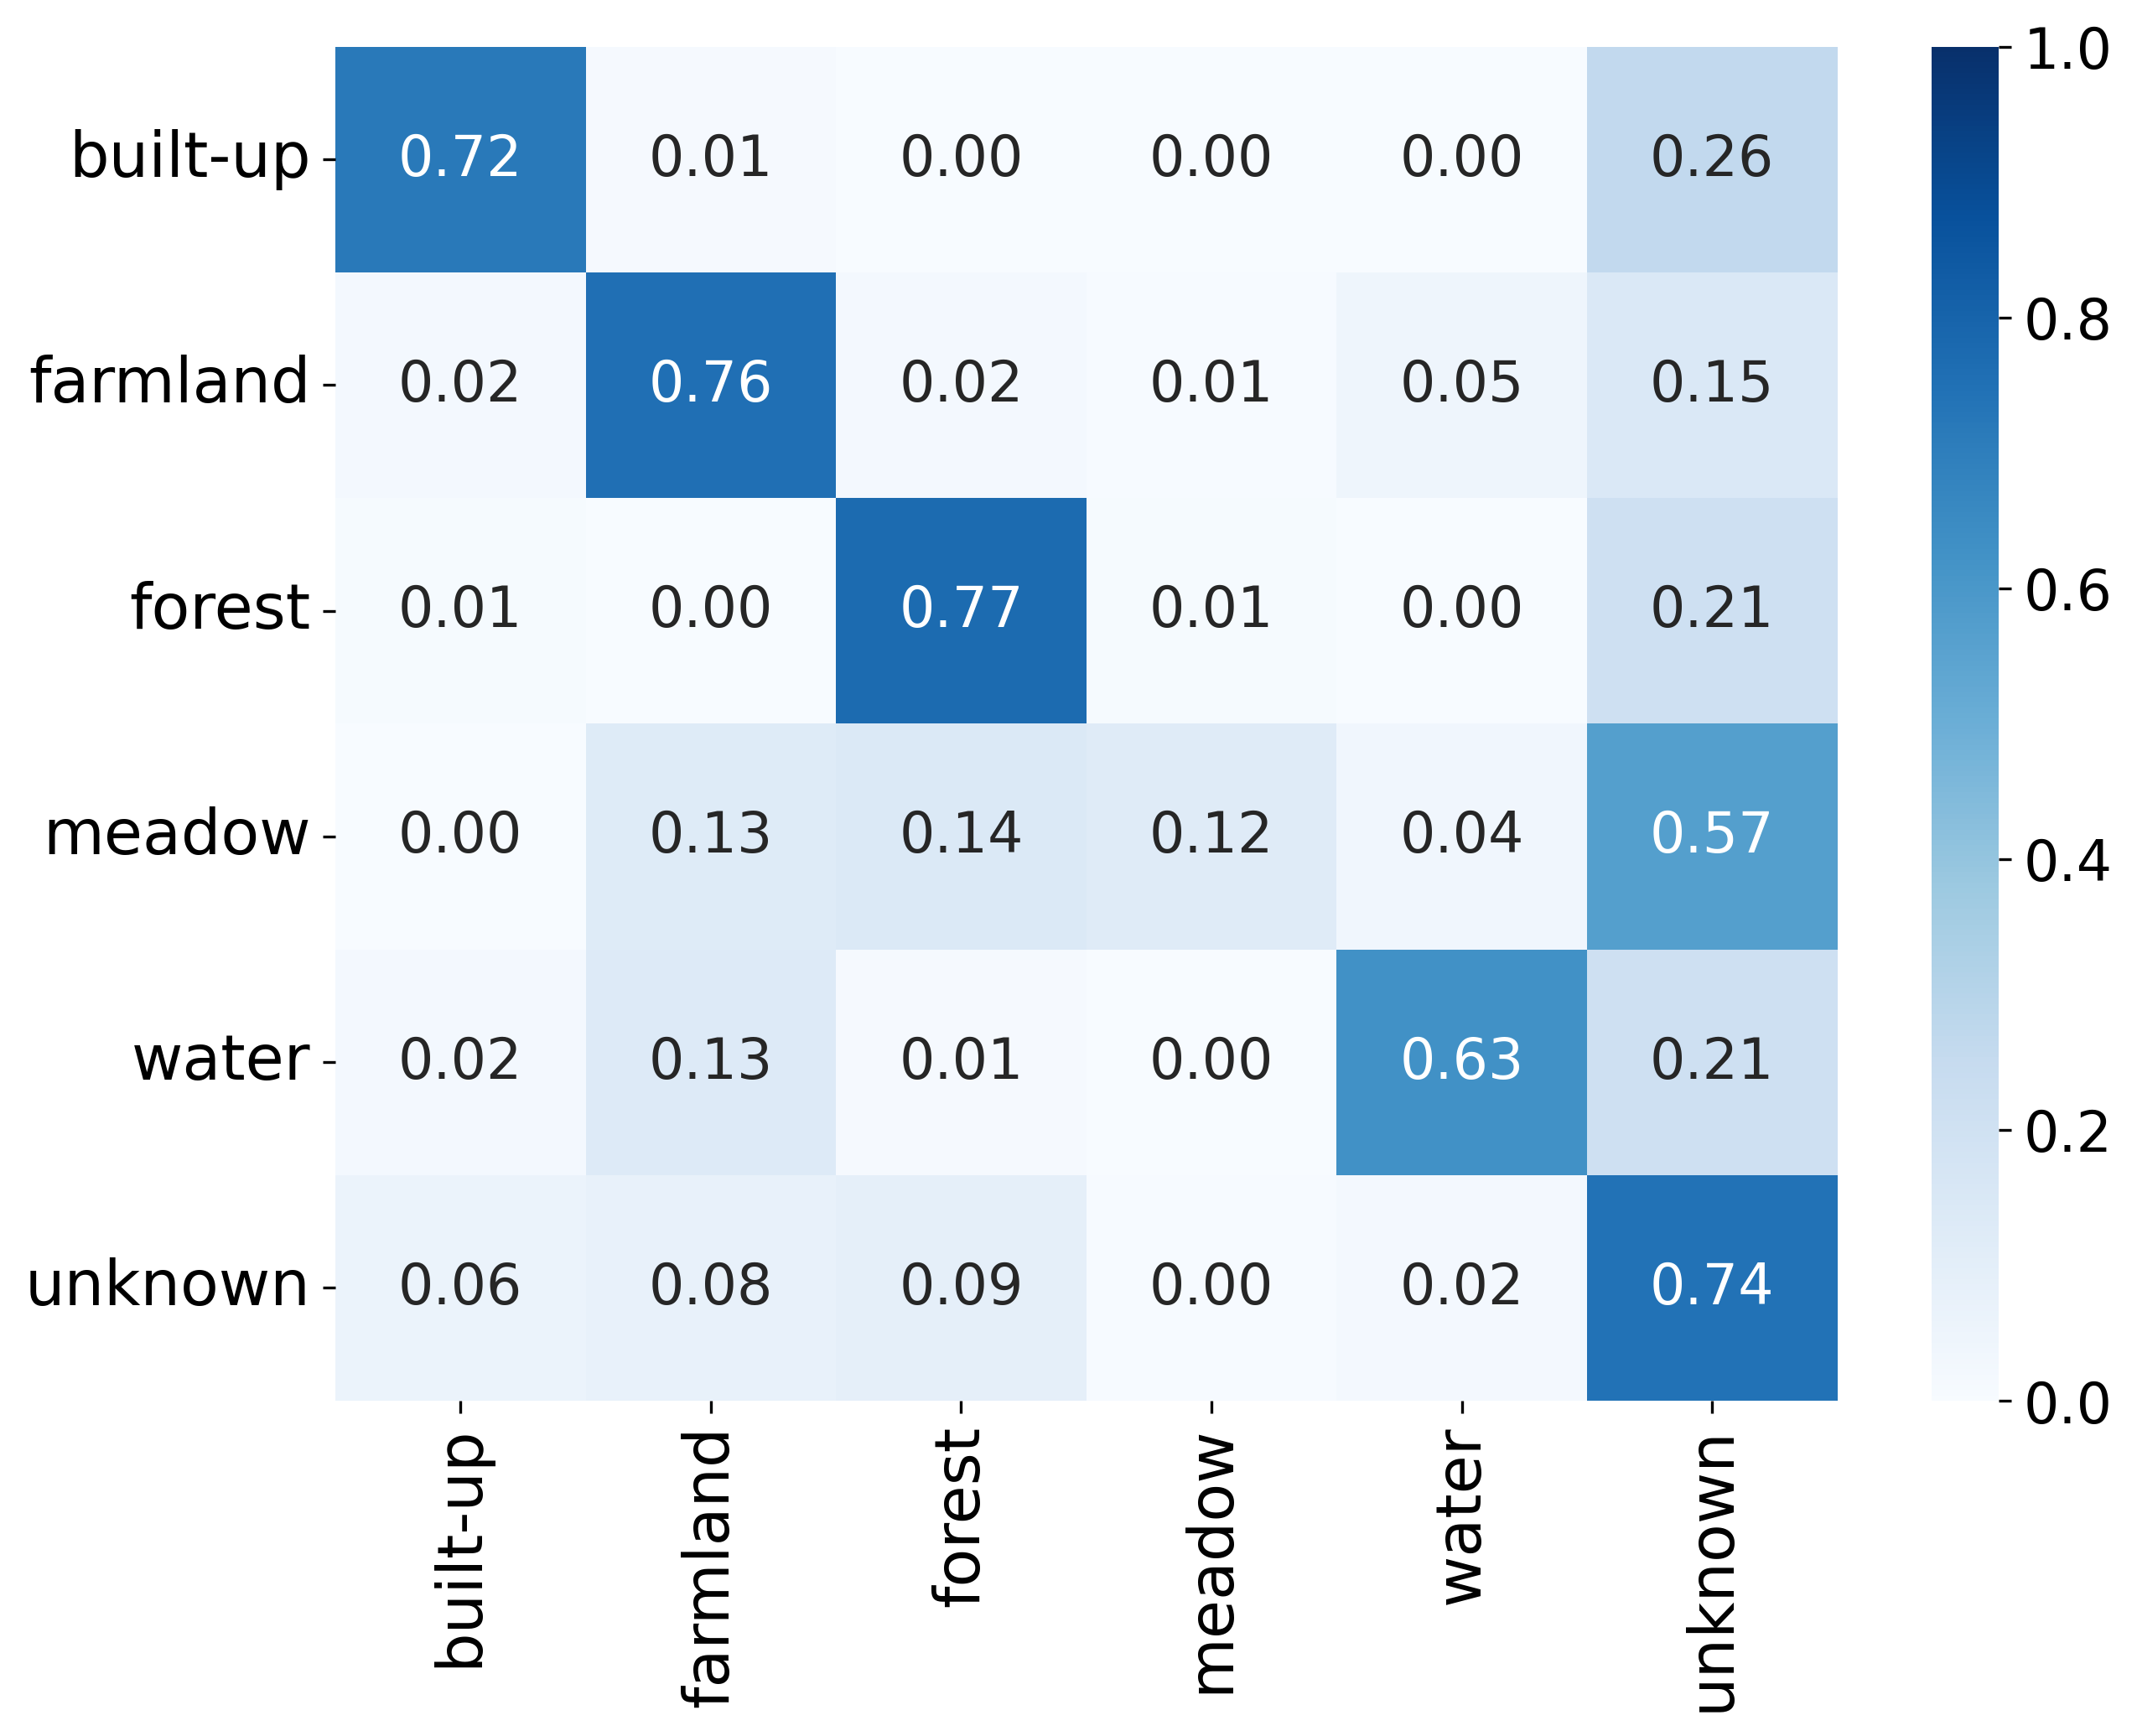 built-up 0.72 0.01 0.00 0.00 0.00 0.26
farmland 0.02 0.76 0.02 0.01 0.05 0.15
forest 0.01 0.00 0.77 0.01 0.00 0.21
meadow 0.00 0.13 0.14 0.12 0.04 0.57
water 0.02 0.13 0.01 0.00 0.63 0.21
unknown 0.06 0.08 0.09 0.00 0.02 0.74
built-up farmland forest meadow water unknown
1.0
0.8
0.6
0.4
0.2
0.0